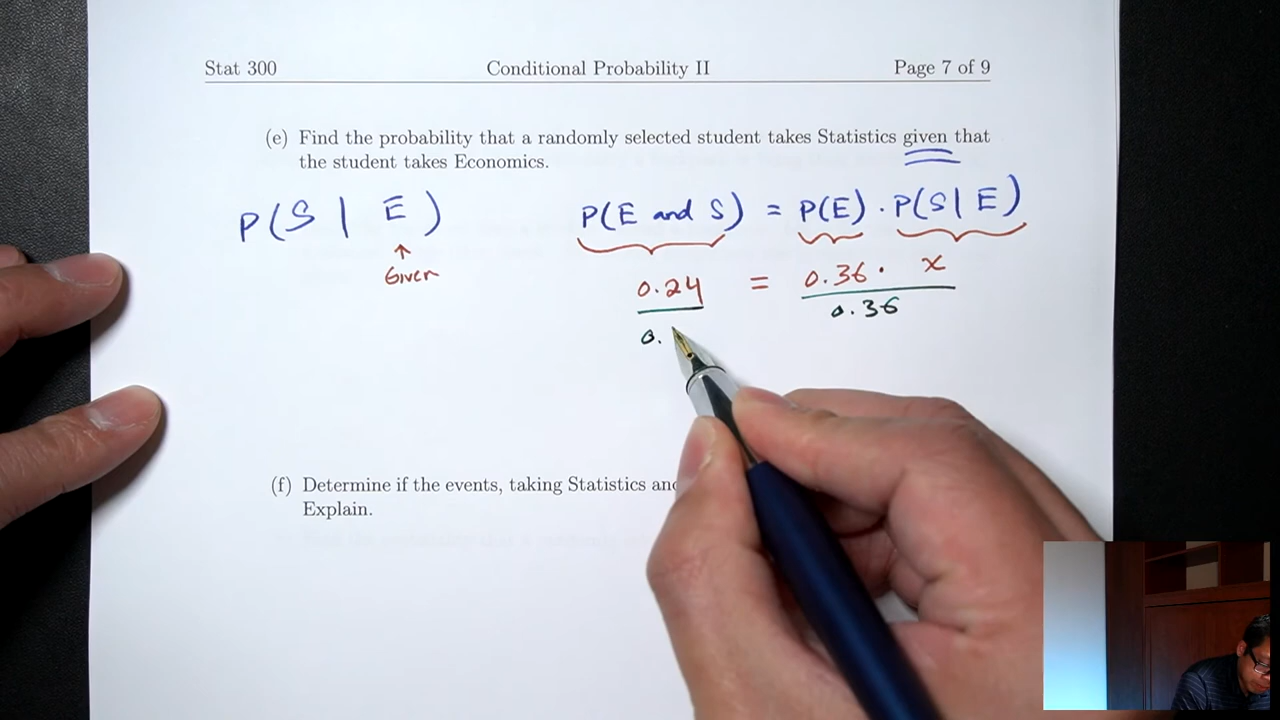 Stat 300 Conditional Probability II Page 7 of 9
(e) Find the probability that a randomly selected student takes Statistics given that
the student takes Economics.
P(S | E) P(E and S) = P(E) · P(S | E)
↑
Given
0.24 = 0.36 · x
0. 0.36
(f) Determine if the events, taking Statistics and
Explain.